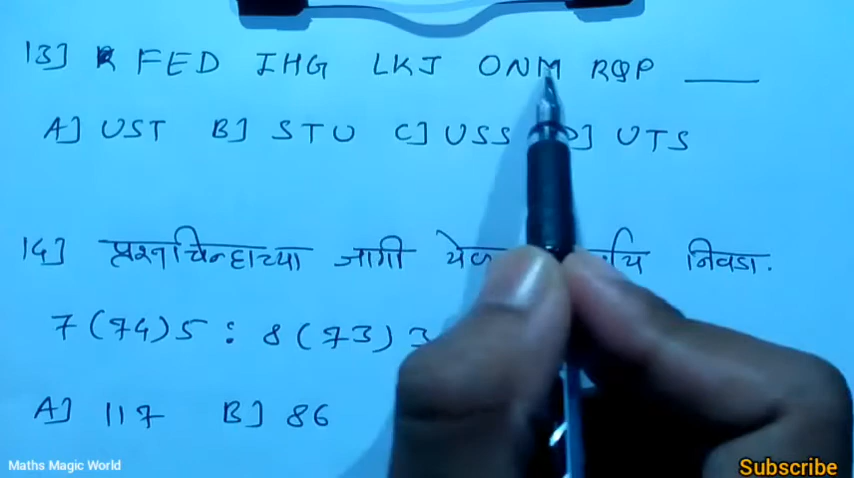 13] FED IHG LKJ ONM RQP ____
A] UST B] STU C] USS D] UTS
14] प्रश्नचिन्हाच्या जागी निवडा.
7 (74) 5 : 8 (73) 3
A] 117 B] 86
Maths Magic World
Subscribe